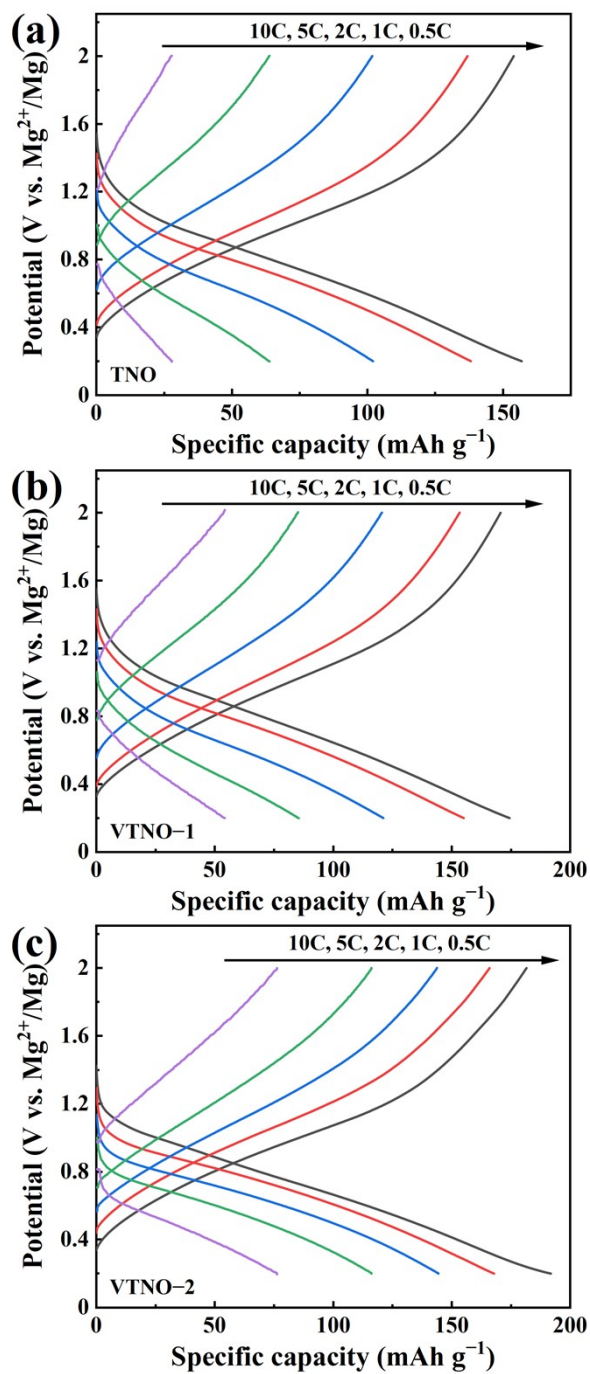 (a)
10C, 5C, 2C, 1C, 0.5C
2
1.6
1.2
0.8
0.4
0
Potential (V vs. Mg²⁺/Mg)
TNO
0 50 100 150
Specific capacity (mAh g⁻¹)
(b)
10C, 5C, 2C, 1C, 0.5C
2
1.6
1.2
0.8
0.4
0
Potential (V vs. Mg²⁺/Mg)
VTNO−1
0 50 100 150 200
Specific capacity (mAh g⁻¹)
(c)
10C, 5C, 2C, 1C, 0.5C
2
1.6
1.2
0.8
0.4
0
Potential (V vs. Mg²⁺/Mg)
VTNO−2
0 50 100 150 200
Specific capacity (mAh g⁻¹)